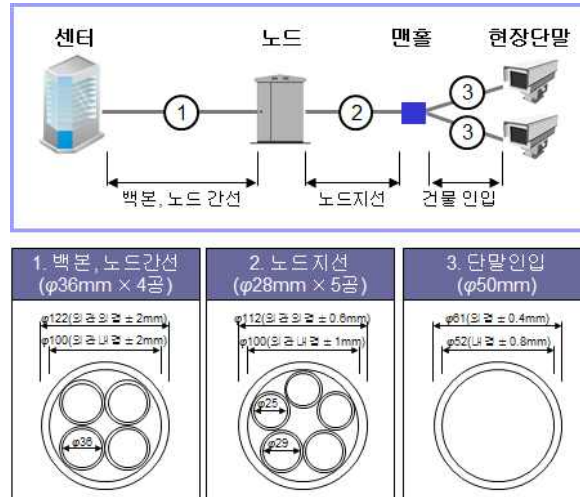 센터
노드
맨홀
현장단말
1
2
3
3
백본, 노드 간선
노드지선
건물 인입
1. 백본, 노드간선
(φ36mm × 4공)
2. 노드지선
(φ28mm × 5공)
3. 단말인입
(φ50mm)
φ122(외관외경 ± 2mm)
φ100(외관내경 ± 2mm)
φ36
φ112(외관외경 ± 0.6mm)
φ100(외관내경 ± 1mm)
φ25
φ29
φ61(외경 ± 0.4mm)
φ52(내경 ± 0.8mm)